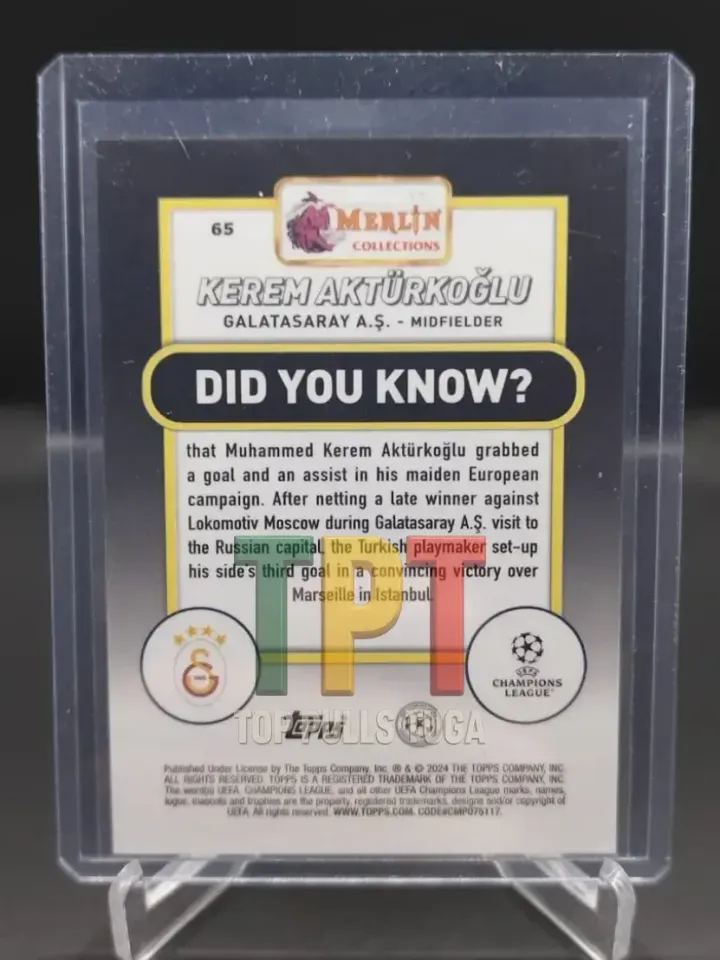 65
MERLIN
COLLECTIONS
KEREM AKTÜRKOĞLU
GALATASARAY A.Ş. - MIDFIELDER
DID YOU KNOW?
that Muhammed Kerem Aktürkoğlu grabbed
a goal and an assist in his maiden European
campaign. After netting a late winner against
Lokomotiv Moscow during Galatasaray A.Ş. visit to
the Russian capital, the Turkish playmaker set-up
his side's third goal in a convincing victory over
Marseille in Istanbul.
TPT
UEFA
CHAMPIONS
LEAGUE
TOP PULLS TUGA
Topps
Published Under License by The Topps Company, Inc. ® & © 2024 THE TOPPS COMPANY, INC.
ALL RIGHTS RESERVED. TOPPS IS A REGISTERED TRADEMARK OF THE TOPPS COMPANY, INC.
The word(s) UEFA, CHAMPIONS LEAGUE, and all other UEFA Champions League marks, names,
logos, mascots and trophies are the property, registered trademarks, designs and/or copyright of
UEFA. All rights reserved. WWW.TOPPS.COM. CODE#CMP075117.